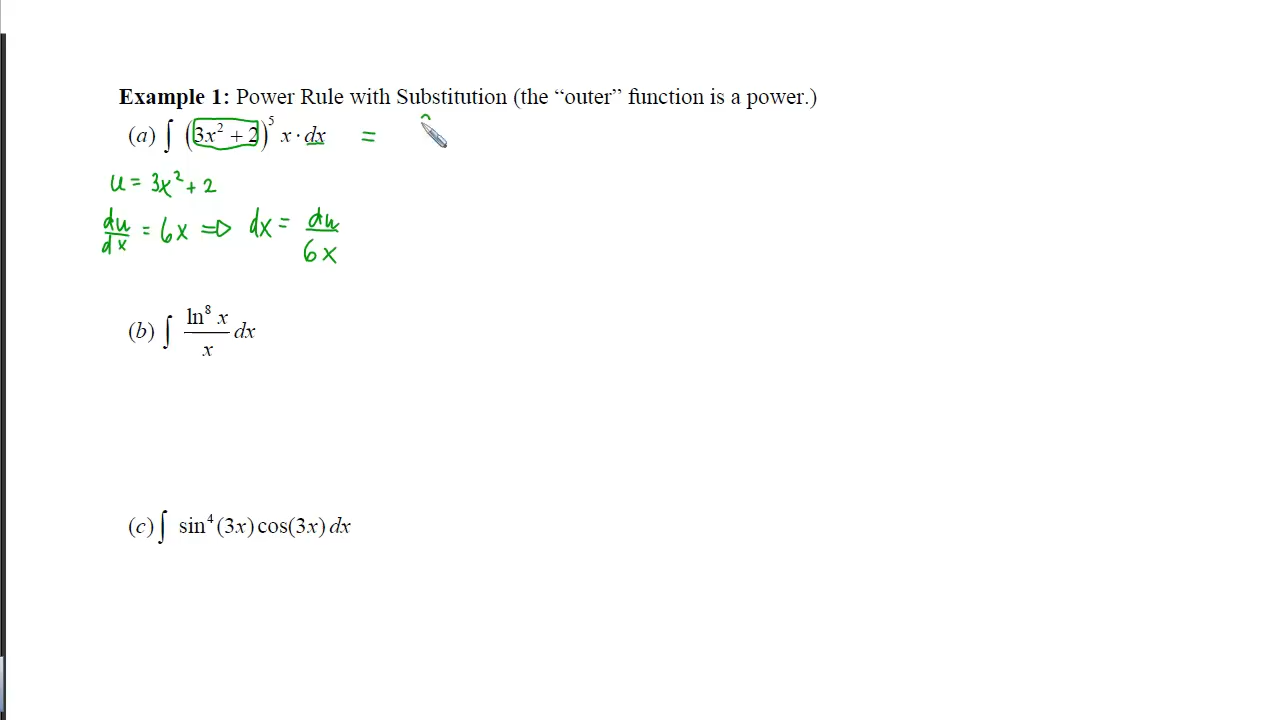 Example 1: Power Rule with Substitution (the “outer” function is a power.)
(a) ∫ (3x² + 2)⁵ x · dx =
u = 3x² + 2
du/dx = 6x ⇒ dx = du/6x
(b) ∫ ln⁸ x / x dx
(c) ∫ sin⁴(3x) cos(3x) dx